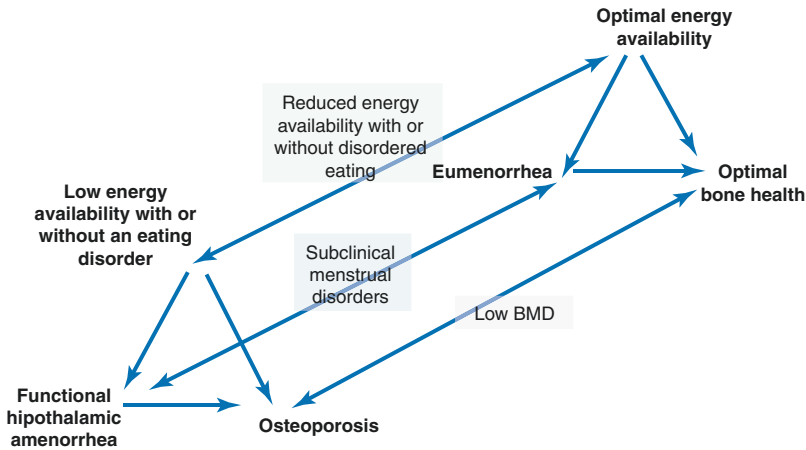 Optimal energy
availability
Reduced energy
availability with or
without disordered
eating
Eumenorrhea
Optimal
bone health
Low energy
availability with or
without an eating
disorder
Subclinical
menstrual
disorders
Low BMD
Functional
hipothalamic
amenorrhea
Osteoporosis